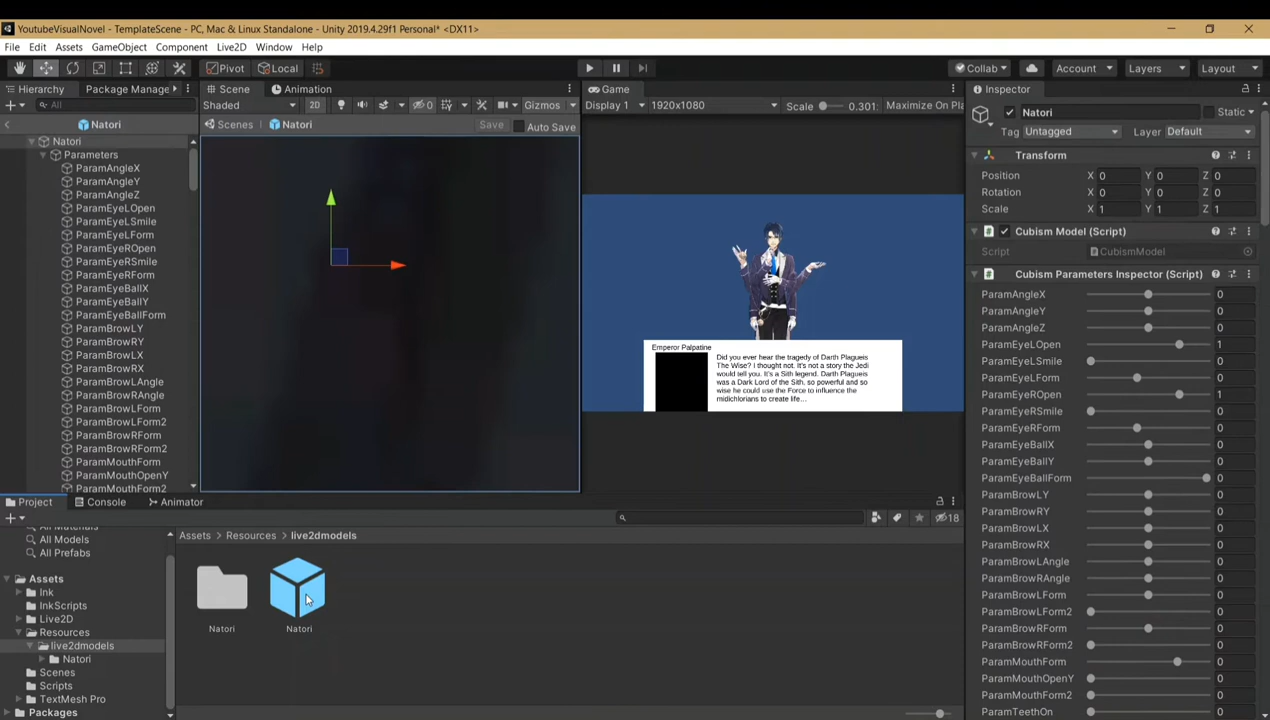 YoutubeVisualNovel - TemplateScene - PC, Mac & Linux Standalone - Unity 2019.4.29f1 Personal* <DX11>
File Edit Assets GameObject Component Live2D Window Help
Pivot Local Collab Account Layers Layout
Hierarchy Package Manage Scene Animation Game Inspector
All Shaded 2D 0 Gizmos Display 1 1920x1080 Scale 0.301: Maximize On Pl
Natori Scenes Natori Save Auto Save
Natori
Parameters
ParamAngleX
ParamAngleY
ParamAngleZ
ParamEyeLOpen
ParamEyeLSmile
ParamEyeLForm
ParamEyeROpen
ParamEyeRSmile
ParamEyeRForm
ParamEyeBallX
ParamEyeBallY
ParamEyeBallForm
ParamBrowLY
ParamBrowRY
ParamBrowLX
ParamBrowRX
ParamBrowLAngle
ParamBrowRAngle
ParamBrowLForm
ParamBrowLForm2
ParamBrowRForm
ParamBrowRForm2
ParamMouthForm
ParamMouthOpenY
ParamMouthForm2
Emperor Palpatine
Did you ever hear the tragedy of Darth Plagueis
The Wise? I thought not. It's not a story the Jedi
would tell you. It's a Sith legend. Darth Plagueis
was a Dark Lord of the Sith, so powerful and so
wise he could use the Force to influence the
midichlorians to create life...
Natori Static
Tag Untagged Layer Default
Transform
Position X 0 Y 0 Z 0
Rotation X 0 Y 0 Z 0
Scale X 1 Y 1 Z 1
Cubism Model (Script)
Script CubismModel
Cubism Parameters Inspector (Script)
ParamAngleX 0
ParamAngleY 0
ParamAngleZ 0
ParamEyeLOpen 1
ParamEyeLSmile 0
ParamEyeLForm 0
ParamEyeROpen 1
ParamEyeRSmile 0
ParamEyeRForm 0
ParamEyeBallX 0
ParamEyeBallY 0
ParamEyeBallForm 0
ParamBrowLY 0
ParamBrowRY 0
ParamBrowLX 0
ParamBrowRX 0
ParamBrowLAngle 0
ParamBrowRAngle 0
ParamBrowLForm 0
ParamBrowLForm2 0
ParamBrowRForm 0
ParamBrowRForm2 0
ParamMouthForm 0
ParamMouthOpenY 0
ParamMouthForm2 0
ParamTeethOn 0
Project Console Animator
18
All Materials
All Models
All Prefabs
Assets
Ink
InkScripts
Live2D
Resources
live2dmodels
Natori
Scenes
Scripts
TextMesh Pro
Packages
Assets Resources live2dmodels
Natori Natori